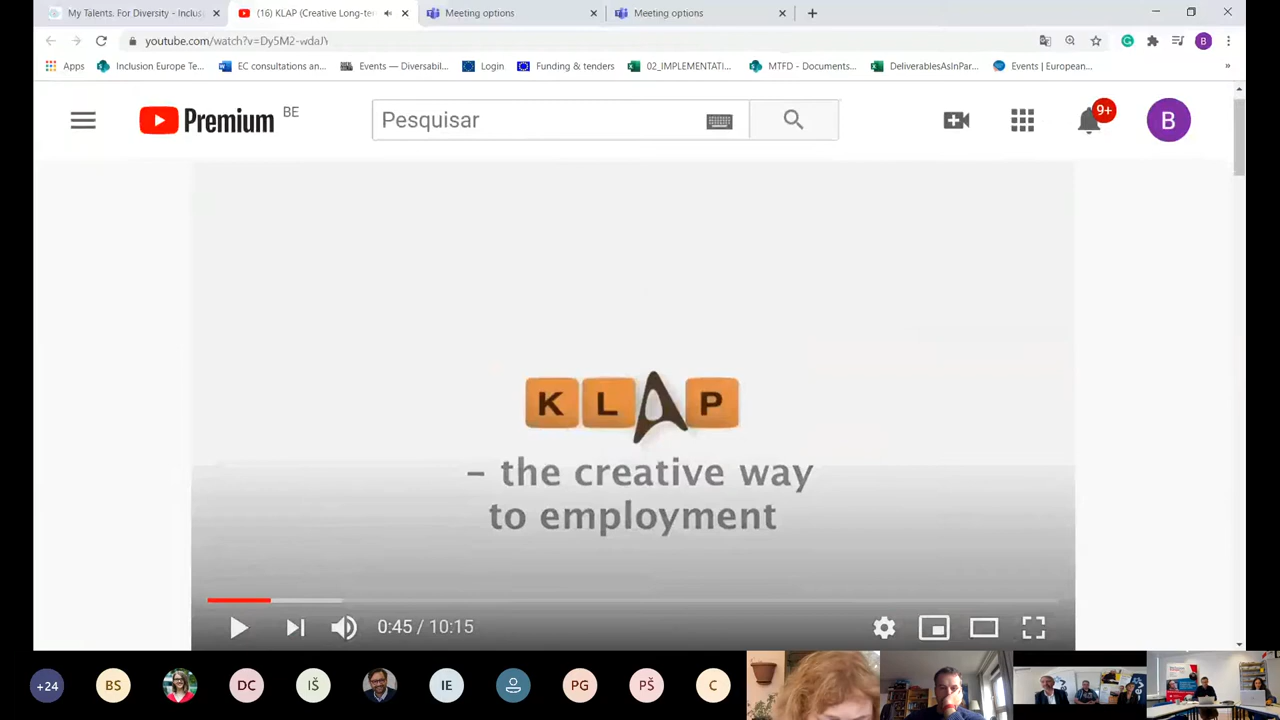 My Talents. For Diversity - Inclus
(16) KLAP (Creative Long-te
Meeting options
Meeting options
youtube.com/watch?v=Dy5M2-wdaJY
Apps
Inclusion Europe Te...
EC consultations an...
Events — Diversabil...
Login
Funding & tenders
02_IMPLEMENTATI...
MTFD - Documents...
DeliverablesAsInPar...
Events | European...
»
B
Premium BE
Pesquisar
9+
B
KLAP
– the creative way
to employment
0:45 / 10:15
+24
BS
DC
IŠ
IE
PG
PŠ
C